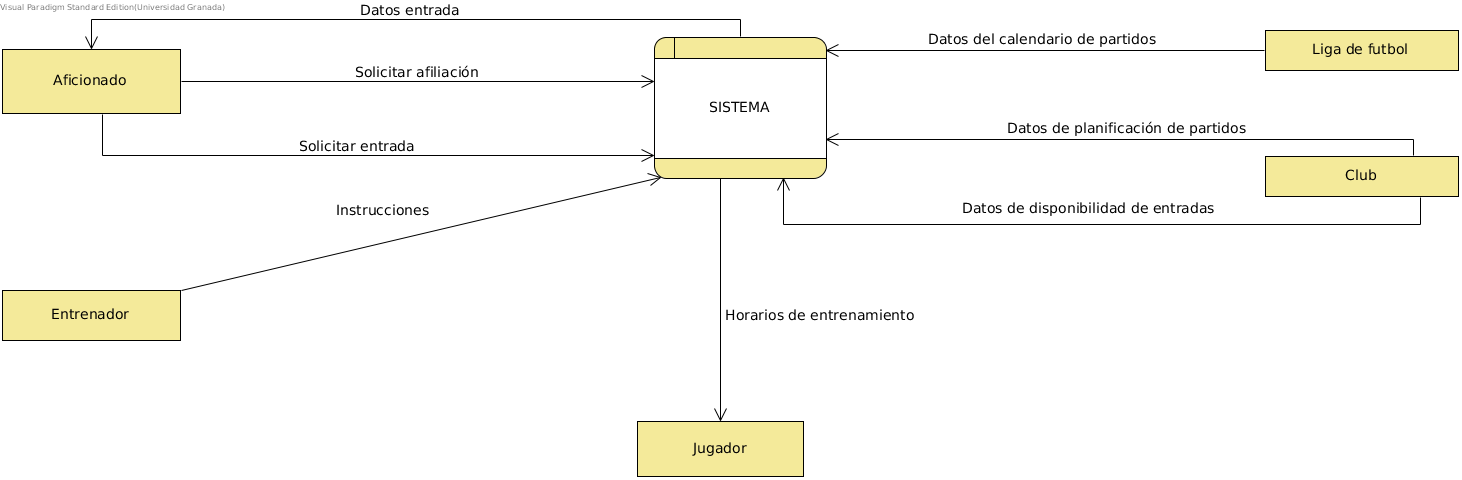 Visual Paradigm Standard Edition(Universidad Granada)
Datos entrada
Datos del calendario de partidos
Liga de futbol
Aficionado
Solicitar afiliación
SISTEMA
Datos de planificación de partidos
Solicitar entrada
Club
Instrucciones
Datos de disponibilidad de entradas
Entrenador
Horarios de entrenamiento
Jugador